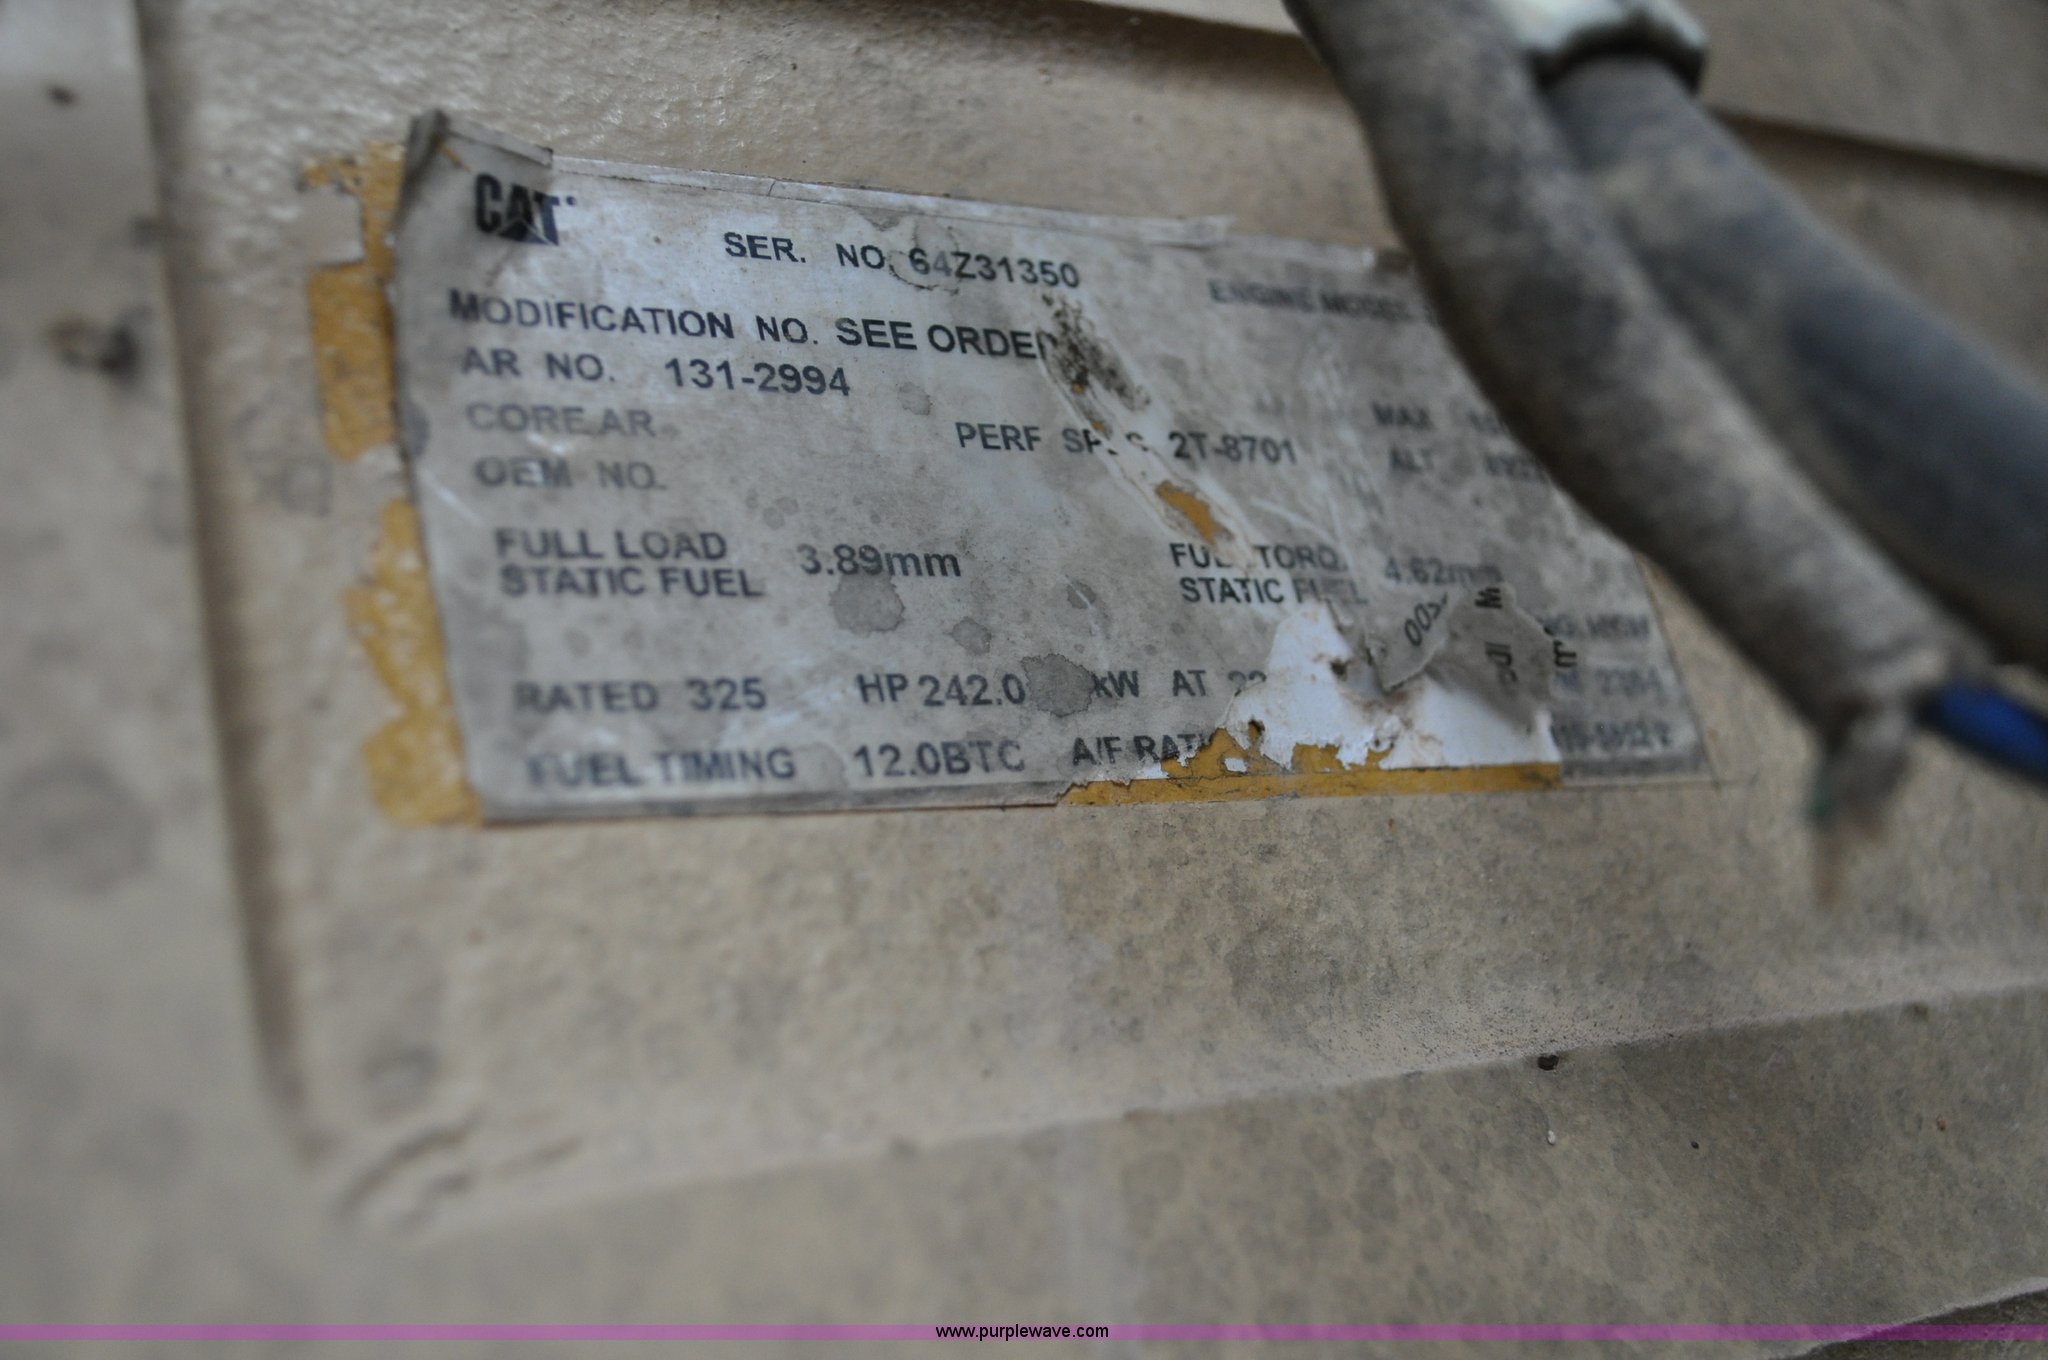 CAT
SER. NO. 64Z31350
ENGINE MODEL
MODIFICATION NO. SEE ORDER
AR NO. 131-2994
CORE AR
PERF 2T-8701
MAX
ALT
OEM NO.
FULL LOAD 3.89mm
STATIC FUEL
TORQ
STATIC
RATED 325 HP 242.0 kW AT
FUEL TIMING 12.0BTC A/F
www.purplewave.com